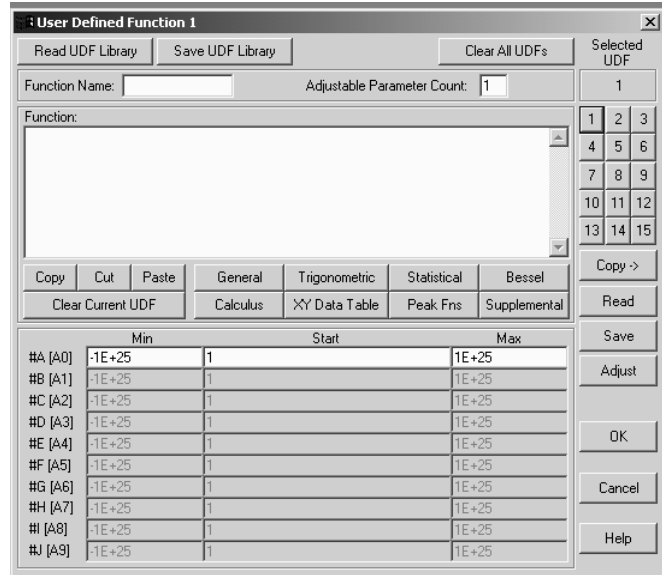 User Defined Function 1
Read UDF Library Save UDF Library Clear All UDFs
Selected
UDF
Function Name: Adjustable Parameter Count: 1
1
Function:
1 2 3
4 5 6
7 8 9
10 11 12
13 14 15
Copy Cut Paste General Trigonometric Statistical Bessel
Copy ->
Clear Current UDF Calculus XY Data Table Peak Fns Supplemental
Read
Min Start Max
Save
#A [A0] -1E+25 1 1E+25
#B [A1] -1E+25 1 1E+25
Adjust
#C [A2] -1E+25 1 1E+25
#D [A3] -1E+25 1 1E+25
#E [A4] -1E+25 1 1E+25
OK
#F [A5] -1E+25 1 1E+25
#G [A6] -1E+25 1 1E+25
Cancel
#H [A7] -1E+25 1 1E+25
#I [A8] -1E+25 1 1E+25
Help
#J [A9] -1E+25 1 1E+25